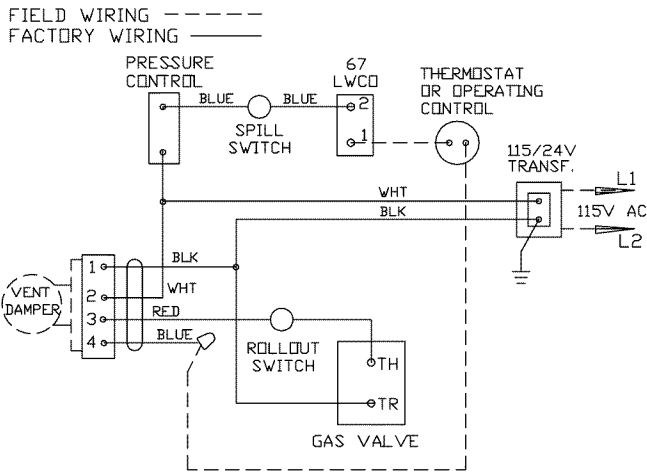 FIELD WIRING
FACTORY WIRING
PRESSURE
CONTROL
67
LWCO
THERMOSTAT
OR OPERATING
CONTROL
BLUE
BLUE
2
SPILL
SWITCH
1
115/24V
TRANSF.
L1
WHT
115V AC
BLK
L2
BLK
1
WHT
2
VENT
DAMPER
RED
3
BLUE
4
ROLLOUT
SWITCH
TH
TR
GAS VALVE